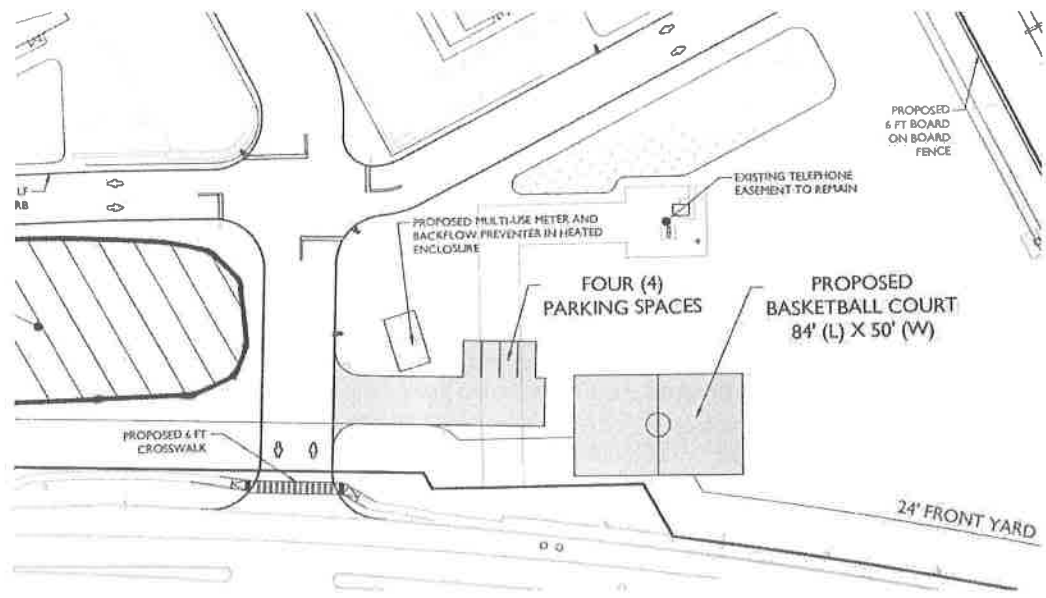 PROPOSED
6 FT BOARD
ON BOARD
FENCE
LF
RB
EXISTING TELEPHONE
EASEMENT TO REMAIN
PROPOSED MULTI-USE METER AND
BACKFLOW PREVENTER IN HEATED
ENCLOSURE
FOUR (4)
PARKING SPACES
PROPOSED
BASKETBALL COURT
84' (L) X 50' (W)
PROPOSED 6 FT
CROSSWALK
24' FRONT YARD